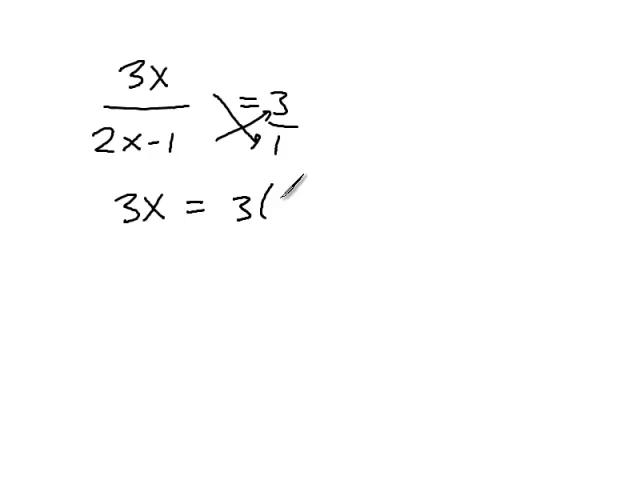 3x
= 3
2x-1
1
3x = 3(